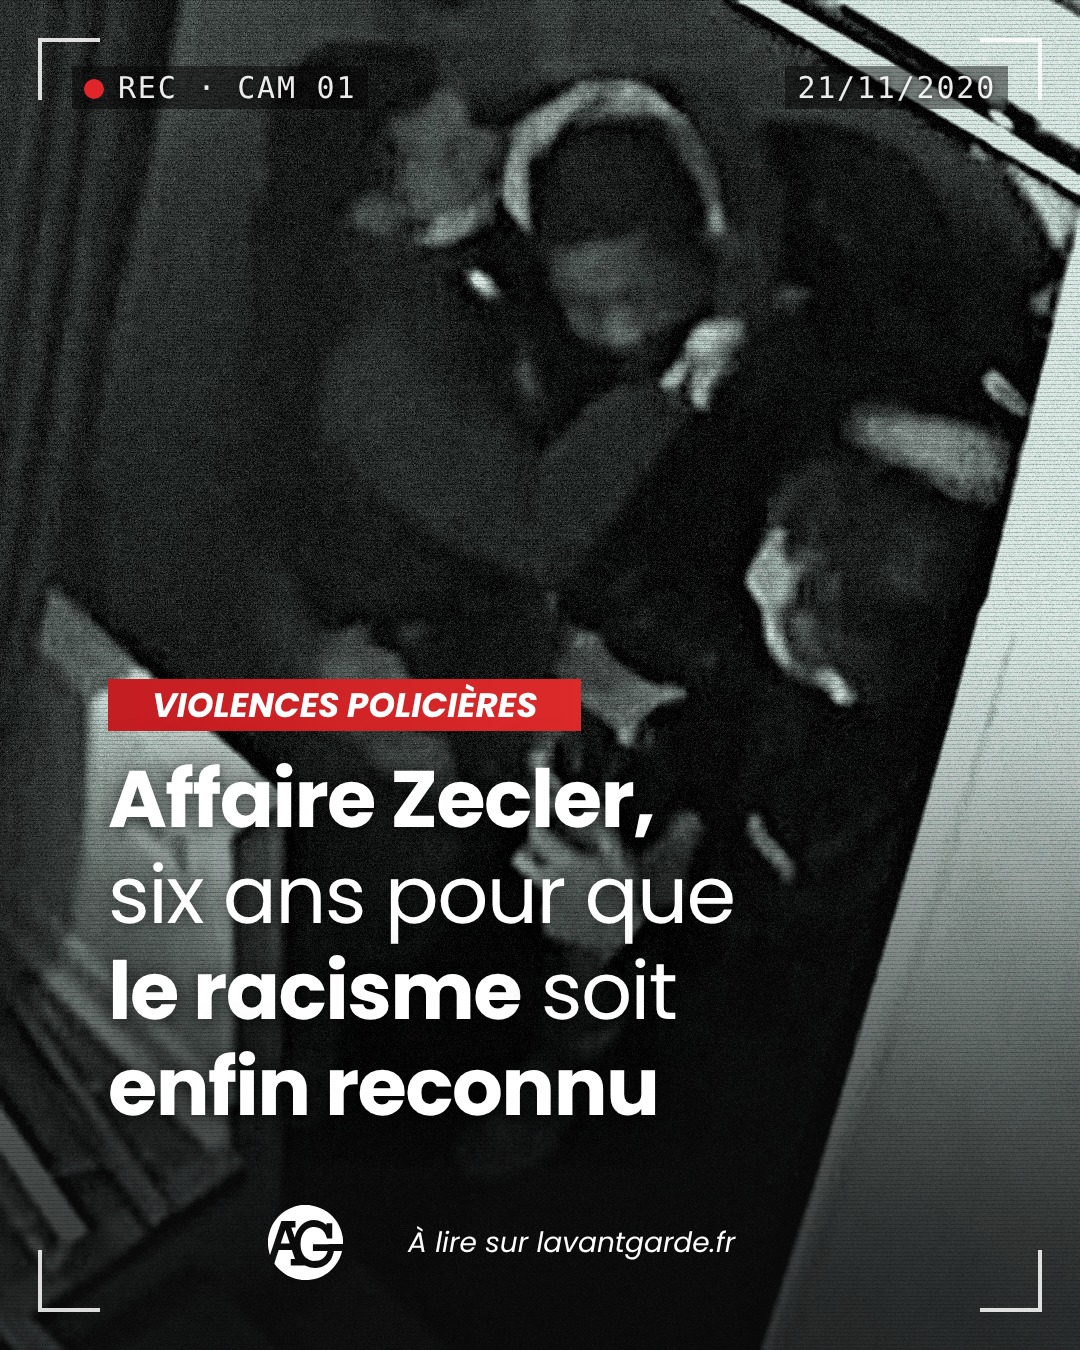 REC · CAM 01
21/11/2020
VIOLENCES POLICIÈRES
Affaire Zecler,
six ans pour que
le racisme soit
enfin reconnu
AG
À lire sur lavantgarde.fr